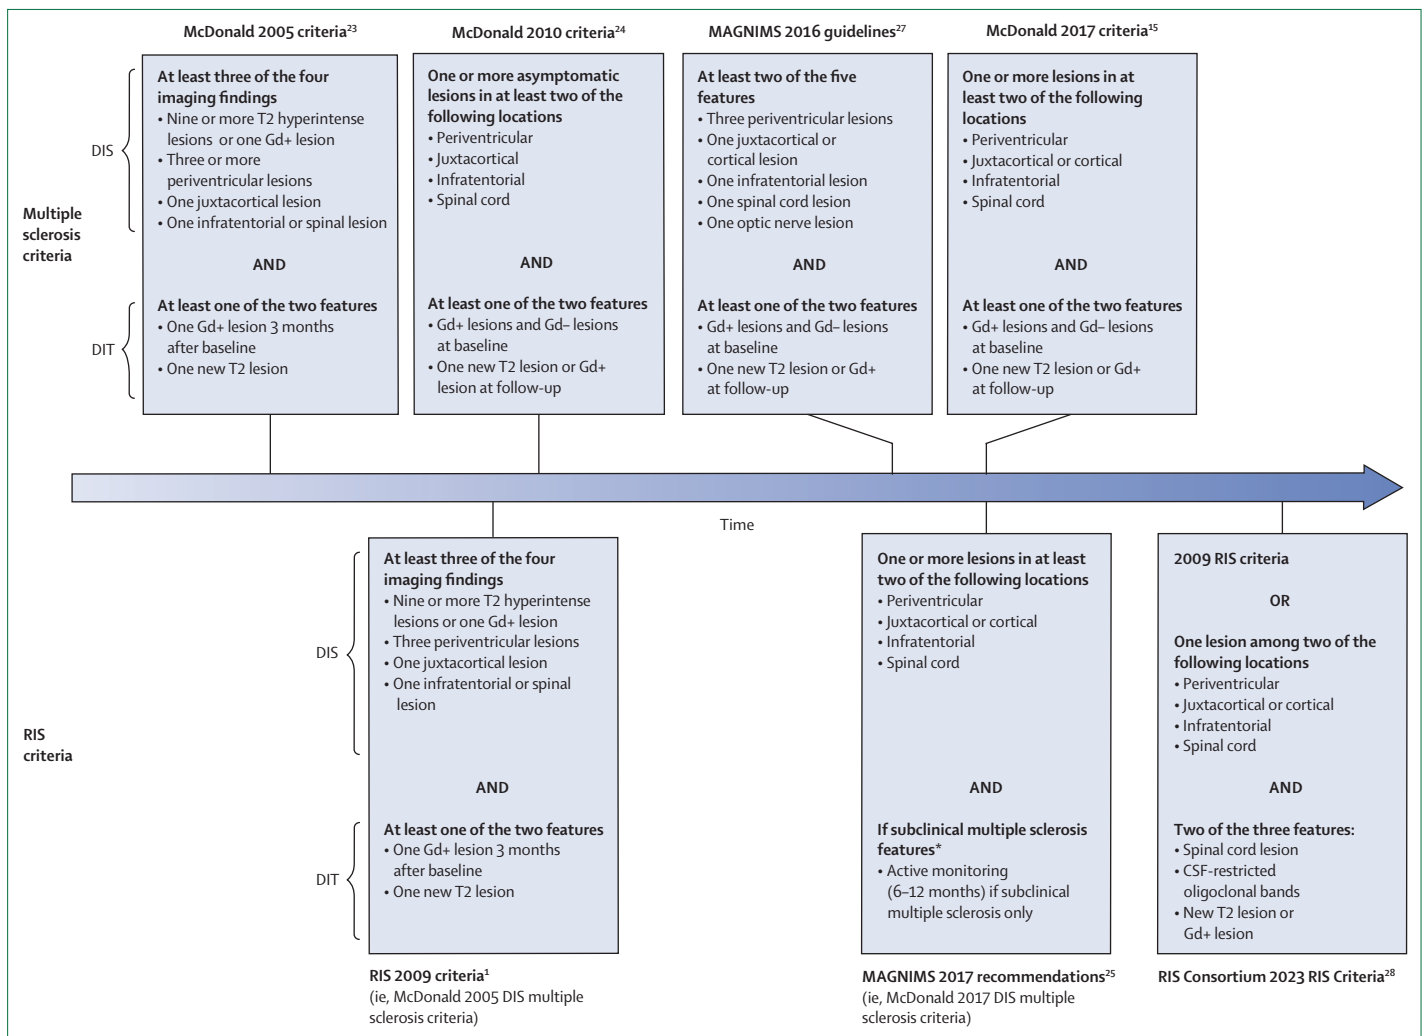 McDonald 2005 criteria²³
At least three of the four
imaging findings
• Nine or more T2 hyperintense
lesions or one Gd+ lesion
• Three or more
periventricular lesions
• One juxtacortical lesion
• One infratentorial or spinal lesion
AND
At least one of the two features
• One Gd+ lesion 3 months
after baseline
• One new T2 lesion
McDonald 2010 criteria²⁴
One or more asymptomatic
lesions in at least two of the
following locations
• Periventricular
• Juxtacortical
• Infratentorial
• Spinal cord
AND
At least one of the two features
• Gd+ lesions and Gd– lesions
at baseline
• One new T2 lesion or Gd+
lesion at follow-up
MAGNIMS 2016 guidelines²⁷
At least two of the five
features
• Three periventricular lesions
• One juxtacortical or
cortical lesion
• One infratentorial lesion
• One spinal cord lesion
• One optic nerve lesion
AND
At least one of the two features
• Gd+ lesions and Gd– lesions
at baseline
• One new T2 lesion or Gd+
at follow-up
McDonald 2017 criteria¹⁵
One or more lesions in at
least two of the following
locations
• Periventricular
• Juxtacortical or cortical
• Infratentorial
• Spinal cord
AND
At least one of the two features
• Gd+ lesions and Gd– lesions
at baseline
• One new T2 lesion or Gd+
at follow-up
DIS
Multiple
sclerosis
criteria
DIT
Time
RIS
criteria
DIS
DIT
At least three of the four
imaging findings
• Nine or more T2 hyperintense
lesions or one Gd+ lesion
• Three periventricular lesions
• One juxtacortical lesion
• One infratentorial or spinal
lesion
AND
At least one of the two features
• One Gd+ lesion 3 months
after baseline
• One new T2 lesion
RIS 2009 criteria¹
(ie, McDonald 2005 DIS multiple
sclerosis criteria)
One or more lesions in at least
two of the following locations
• Periventricular
• Juxtacortical or cortical
• Infratentorial
• Spinal cord
AND
If subclinical multiple sclerosis
features*
• Active monitoring
(6–12 months) if subclinical
multiple sclerosis only
MAGNIMS 2017 recommendations²⁵
(ie, McDonald 2017 DIS multiple
sclerosis criteria)
2009 RIS criteria
OR
One lesion among two of the
following locations
• Periventricular
• Juxtacortical or cortical
• Infratentorial
• Spinal cord
AND
Two of the three features:
• Spinal cord lesion
• CSF-restricted
oligoclonal bands
• New T2 lesion or
Gd+ lesion
RIS Consortium 2023 RIS Criteria²⁸